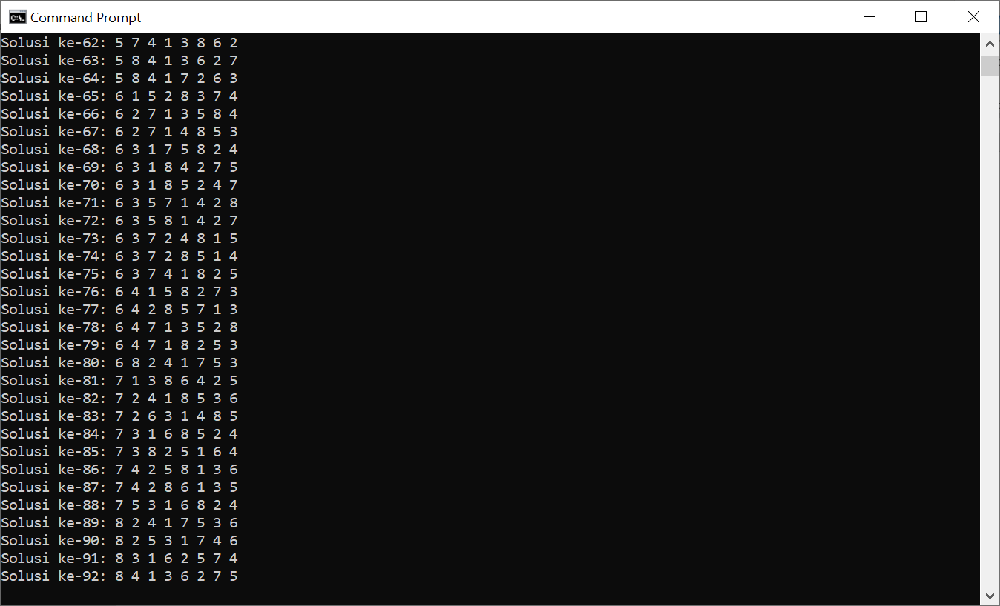 Command Prompt
Solusi ke-62: 5 7 4 1 3 8 6 2
Solusi ke-63: 5 8 4 1 3 6 2 7
Solusi ke-64: 5 8 4 1 7 2 6 3
Solusi ke-65: 6 1 5 2 8 3 7 4
Solusi ke-66: 6 2 7 1 3 5 8 4
Solusi ke-67: 6 2 7 1 4 8 5 3
Solusi ke-68: 6 3 1 7 5 8 2 4
Solusi ke-69: 6 3 1 8 4 2 7 5
Solusi ke-70: 6 3 1 8 5 2 4 7
Solusi ke-71: 6 3 5 7 1 4 2 8
Solusi ke-72: 6 3 5 8 1 4 2 7
Solusi ke-73: 6 3 7 2 4 8 1 5
Solusi ke-74: 6 3 7 2 8 5 1 4
Solusi ke-75: 6 3 7 4 1 8 2 5
Solusi ke-76: 6 4 1 5 8 2 7 3
Solusi ke-77: 6 4 2 8 5 7 1 3
Solusi ke-78: 6 4 7 1 3 5 2 8
Solusi ke-79: 6 4 7 1 8 2 5 3
Solusi ke-80: 6 8 2 4 1 7 5 3
Solusi ke-81: 7 1 3 8 6 4 2 5
Solusi ke-82: 7 2 4 1 8 5 3 6
Solusi ke-83: 7 2 6 3 1 4 8 5
Solusi ke-84: 7 3 1 6 8 5 2 4
Solusi ke-85: 7 3 8 2 5 1 6 4
Solusi ke-86: 7 4 2 5 8 1 3 6
Solusi ke-87: 7 4 2 8 6 1 3 5
Solusi ke-88: 7 5 3 1 6 8 2 4
Solusi ke-89: 8 2 4 1 7 5 3 6
Solusi ke-90: 8 2 5 3 1 7 4 6
Solusi ke-91: 8 3 1 6 2 5 7 4
Solusi ke-92: 8 4 1 3 6 2 7 5